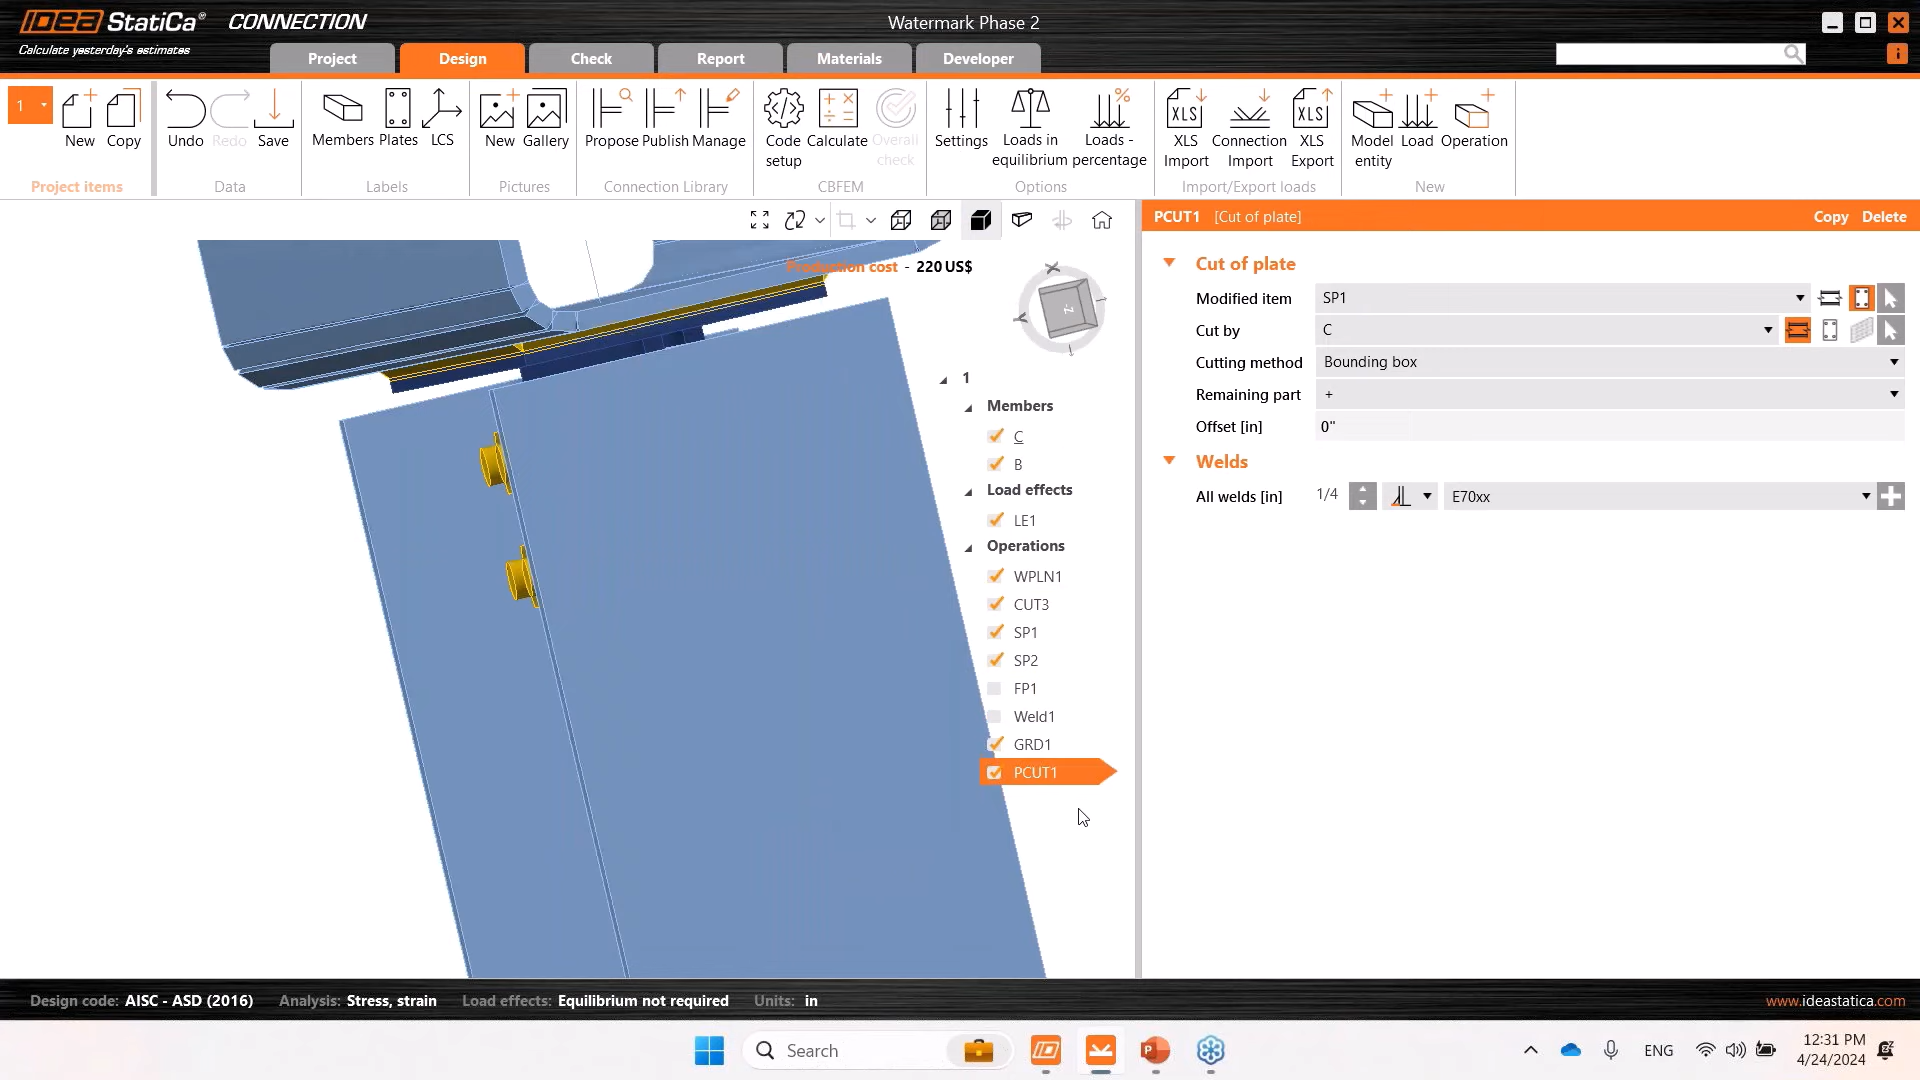 IDEA StatiCa® CONNECTION
Calculate yesterday's estimates
Watermark Phase 2
Project Design Check Report Materials Developer
1 New Copy Undo Redo Save Members Plates LCS New Gallery Propose Publish Manage Code setup Calculate Overall check Settings Loads in equilibrium Loads - percentage XLS Import Connection Import XLS Export Model entity Load Operation
Project items Data Labels Pictures Connection Library CBFEM Options Import/Export loads New
Production cost - 220 US$
1
Members
C
B
Load effects
LE1
Operations
WPLN1
CUT3
SP1
SP2
FP1
Weld1
GRD1
PCUT1
PCUT1 [Cut of plate] Copy Delete
Cut of plate
Modified item SP1
Cut by C
Cutting method Bounding box
Remaining part +
Offset [in] 0"
Welds
All welds [in] 1/4 E70xx
Design code: AISC - ASD (2016) Analysis: Stress, strain Load effects: Equilibrium not required Units: in www.ideastatica.com
Search
ENG
12:31 PM
4/24/2024